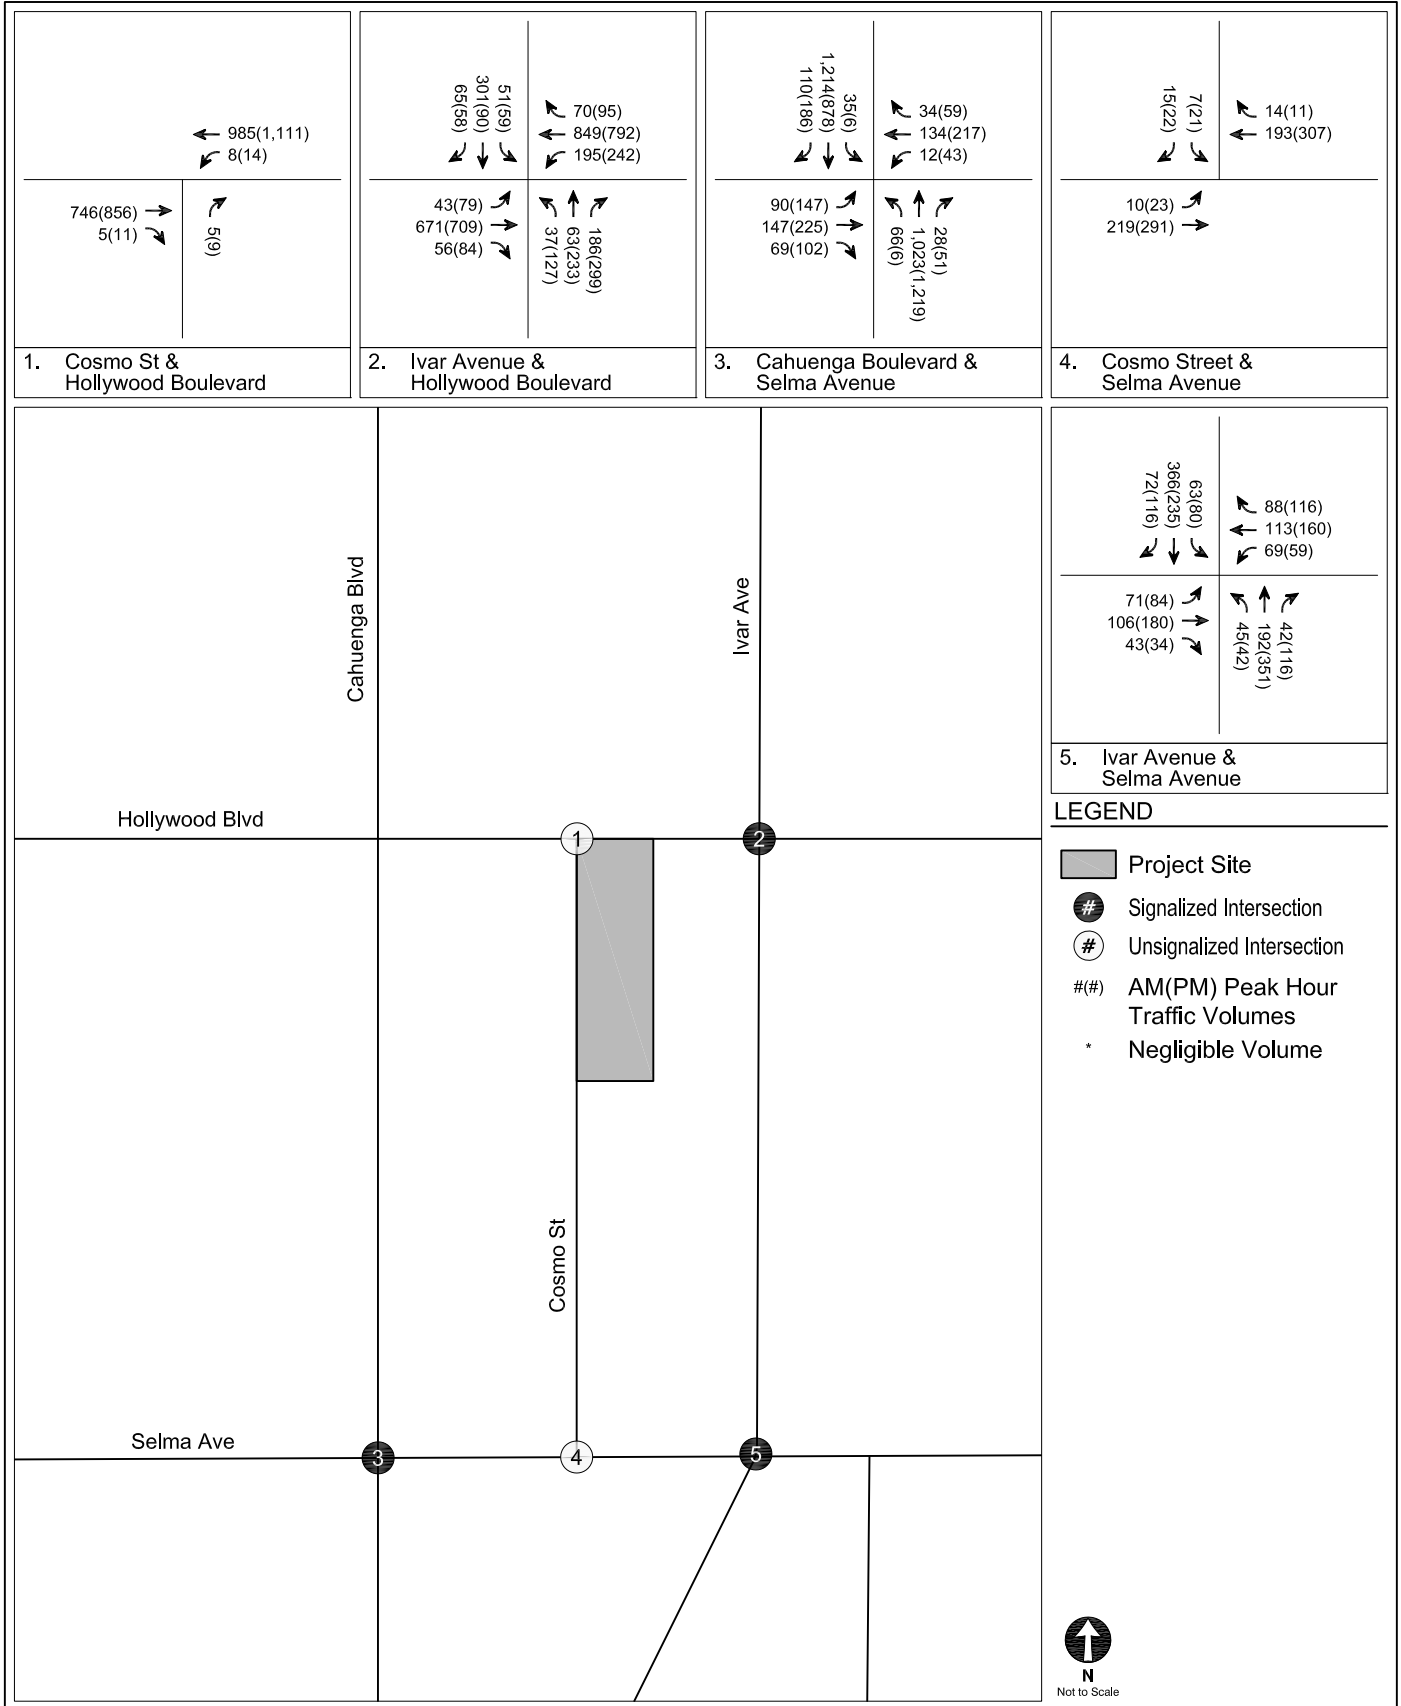 985(1,111)
8(14)
746(856)
5(11)
5(9)
1. Cosmo St &
Hollywood Boulevard
65(58)
301(90)
51(59)
70(95)
849(792)
195(242)
43(79)
671(709)
56(84)
37(127)
63(233)
186(299)
2. Ivar Avenue &
Hollywood Boulevard
110(186)
1,214(878)
35(6)
34(59)
134(217)
12(43)
90(147)
147(225)
69(102)
66(6)
1,023(1,219)
28(51)
3. Cahuenga Boulevard &
Selma Avenue
15(22)
7(21)
14(11)
193(307)
10(23)
219(291)
4. Cosmo Street &
Selma Avenue
72(116)
366(235)
63(80)
88(116)
113(160)
69(59)
71(84)
106(180)
43(34)
45(42)
192(351)
42(116)
5. Ivar Avenue &
Selma Avenue
Cahuenga Blvd
Ivar Ave
Hollywood Blvd
1
2
Cosmo St
Selma Ave
3
4
5
LEGEND
Project Site
# Signalized Intersection
# Unsignalized Intersection
#(#) AM(PM) Peak Hour
Traffic Volumes
* Negligible Volume
N
Not to Scale